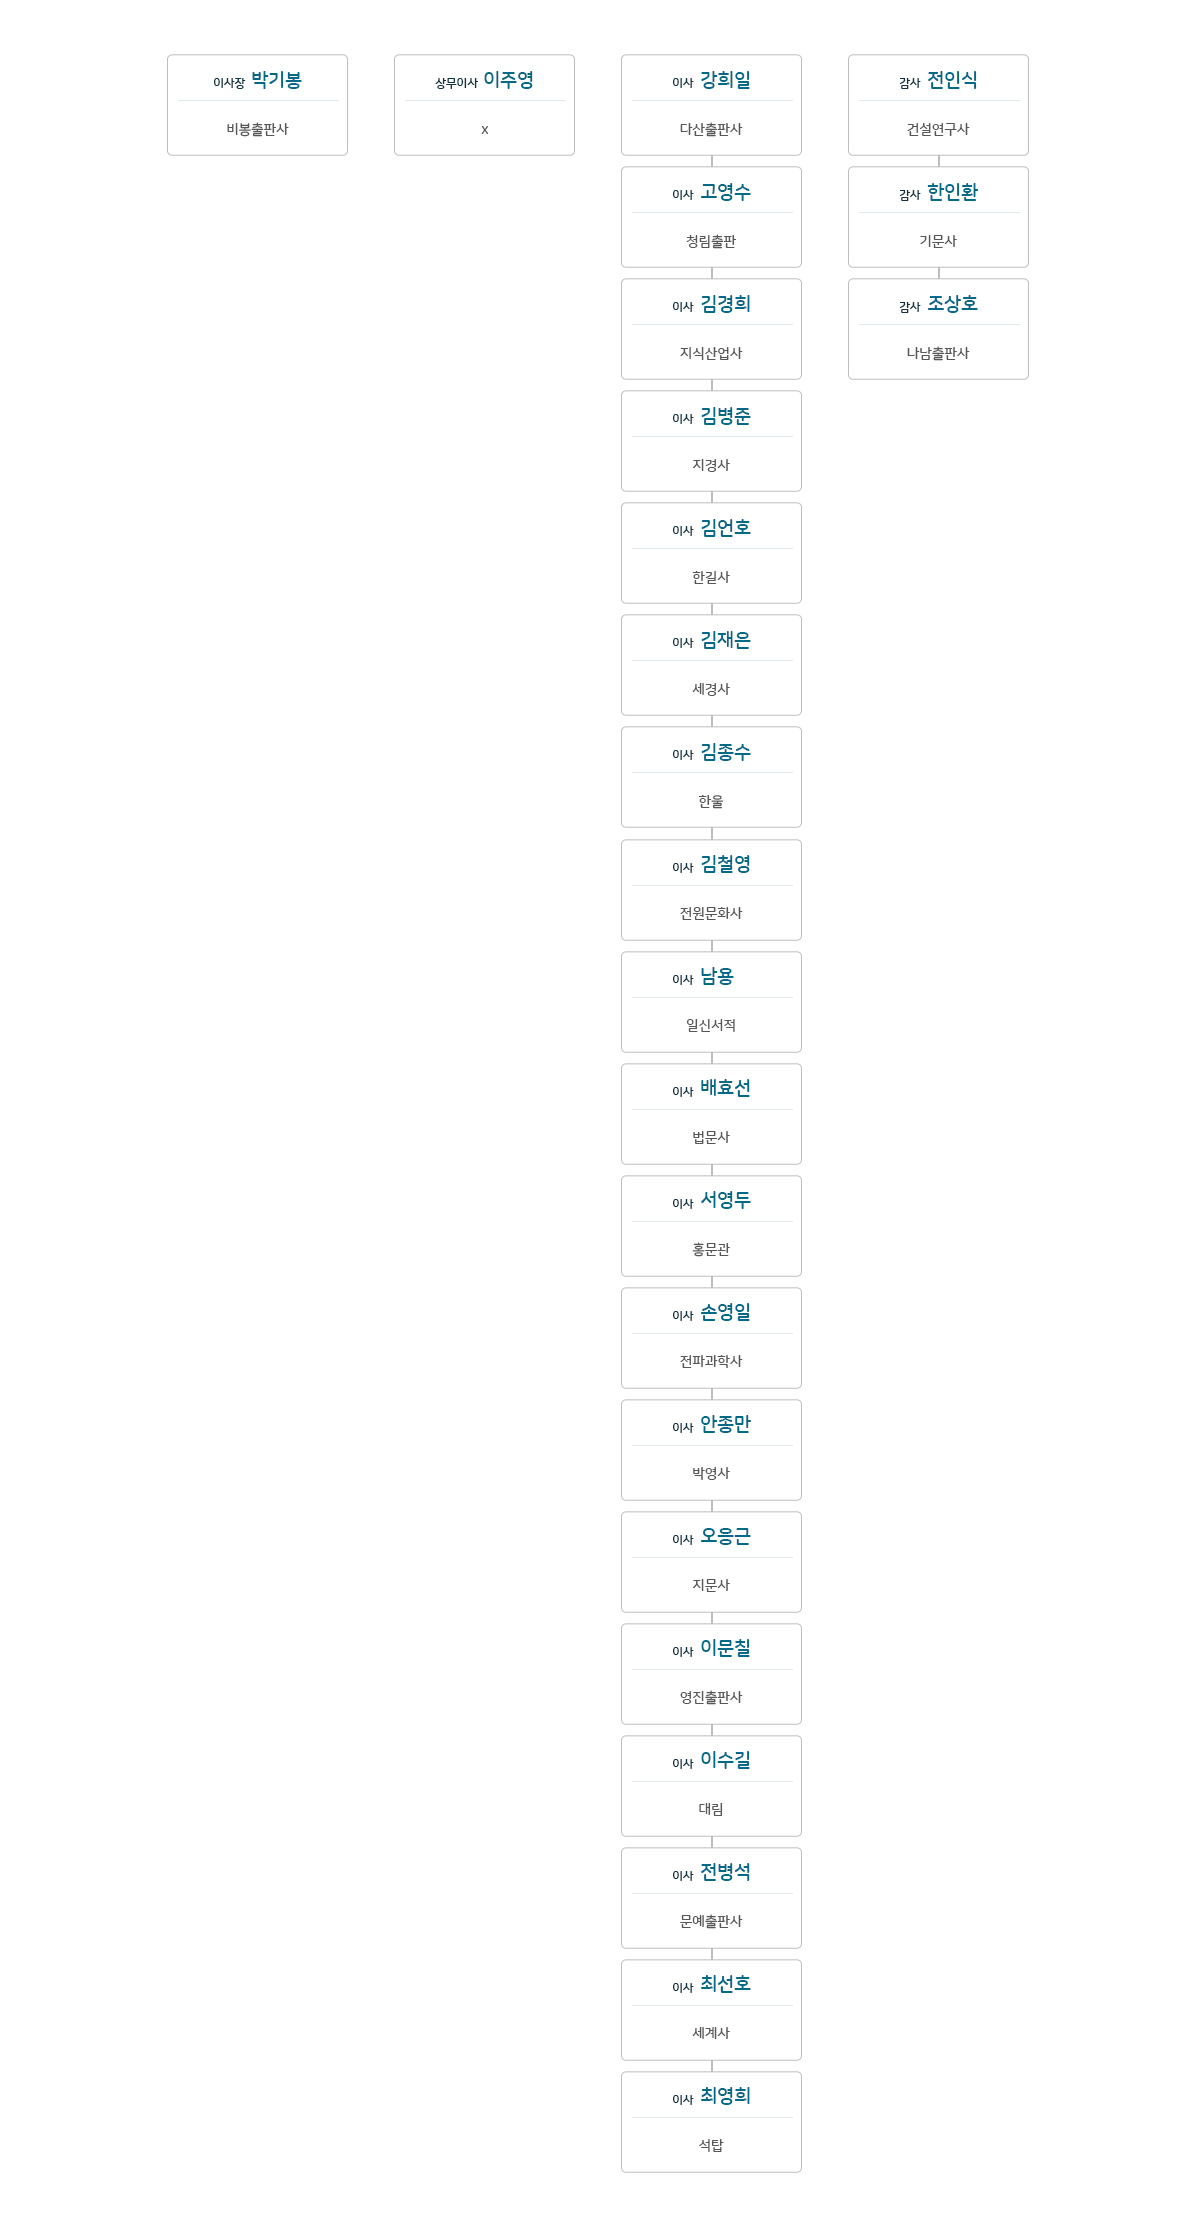 이사장 박기봉
비봉출판사
상무이사 이주영
x
이사 강희일
다산출판사
이사 고영수
청림출판
이사 김경희
지식산업사
이사 김병준
지경사
이사 김언호
한길사
이사 김재은
세경사
이사 김종수
한울
이사 김철영
전원문화사
이사 남용
일신서적
이사 배효선
법문사
이사 서영두
홍문관
이사 손영일
전파과학사
이사 안종만
박영사
이사 오응근
지문사
이사 이문칠
영진출판사
이사 이수길
대림
이사 전병석
문예출판사
이사 최선호
세계사
이사 최영희
석탑
감사 전인식
건설연구사
감사 한인환
기문사
감사 조상호
나남출판사